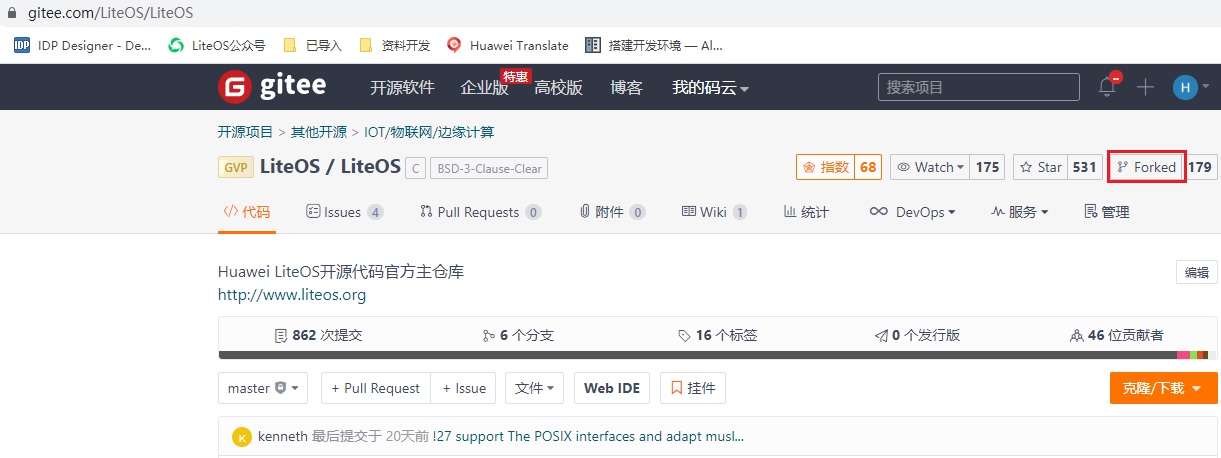 gitee.com/LiteOS/LiteOS
IDP IDP Designer - De... LiteOS公众号 已导入 资料开发 Huawei Translate 搭建开发环境 — Al...
G gitee 开源软件 企业版 特惠 高校版 博客 我的码云 搜索项目 H
开源项目 > 其他开源 > IOT/物联网/边缘计算
GVP LiteOS / LiteOS C BSD-3-Clause-Clear 指数 68 Watch 175 Star 531 Forked 179
代码 Issues 4 Pull Requests 0 附件 0 Wiki 1 统计 DevOps 服务 管理
Huawei LiteOS开源代码官方主仓库 编辑
http://www.liteos.org
862 次提交 6 个分支 16 个标签 0 个发行版 46 位贡献者
master + Pull Request + Issue 文件 Web IDE 挂件 克隆/下载
K kenneth 最后提交于 20天前 !27 support The POSIX interfaces and adapt musl...